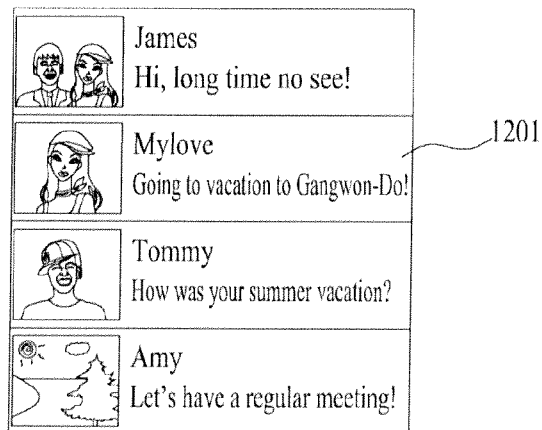 James
Hi, long time no see!
1201
Mylove
Going to vacation to Gangwon-Do!
Tommy
How was your summer vacation?
Amy
Let's have a regular meeting!